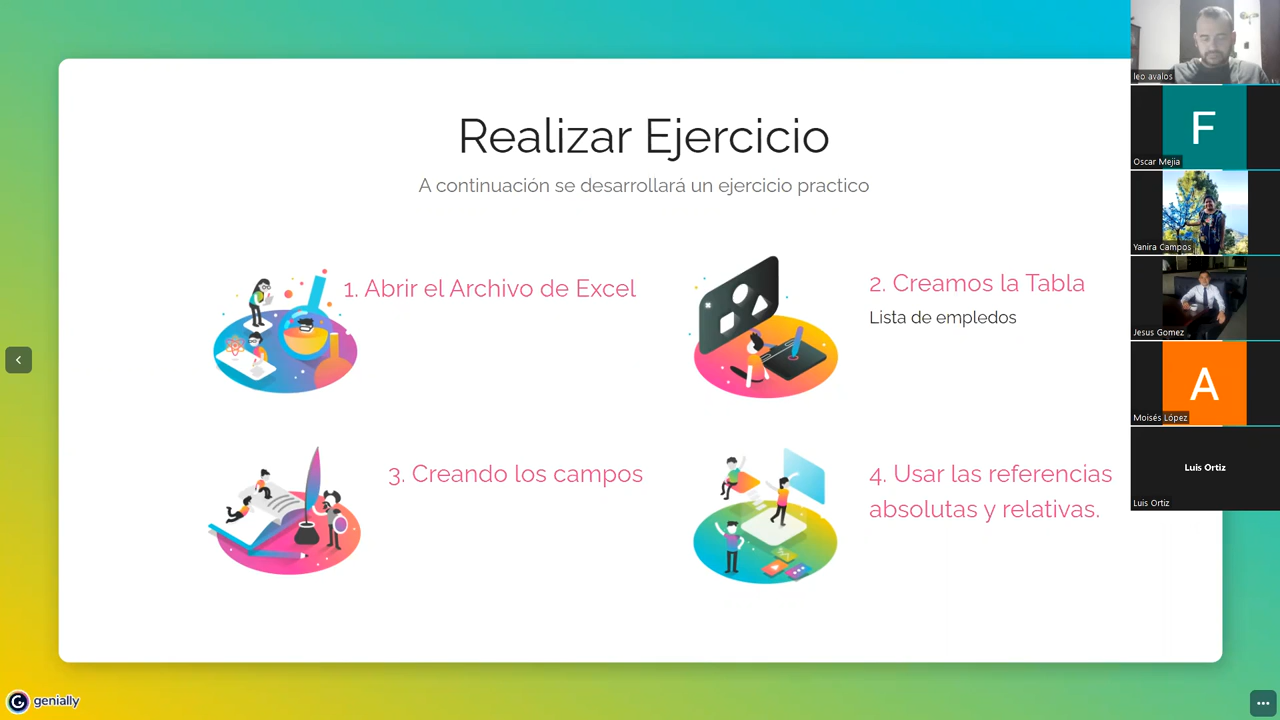 Realizar Ejercicio
A continuación se desarrollará un ejercicio practico
1. Abrir el Archivo de Excel
2. Creamos la Tabla
Lista de empledos
3. Creando los campos
4. Usar las referencias
absolutas y relativas.
leo avalos
F
Oscar Mejia
Yanira Campos
Jesus Gomez
A
Moisés López
Luis Ortiz
Luis Ortiz
genially